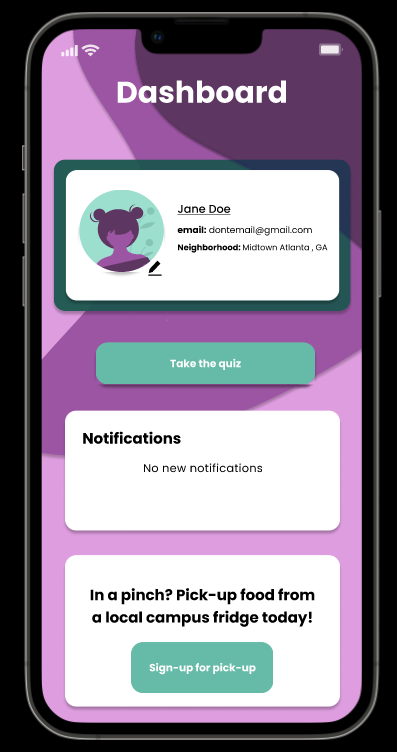 Dashboard
Jane Doe
email: dontemail@gmail.com
Neighborhood: Midtown Atlanta , GA
Take the quiz
Notifications
No new notifications
In a pinch? Pick-up food from
a local campus fridge today!
Sign-up for pick-up